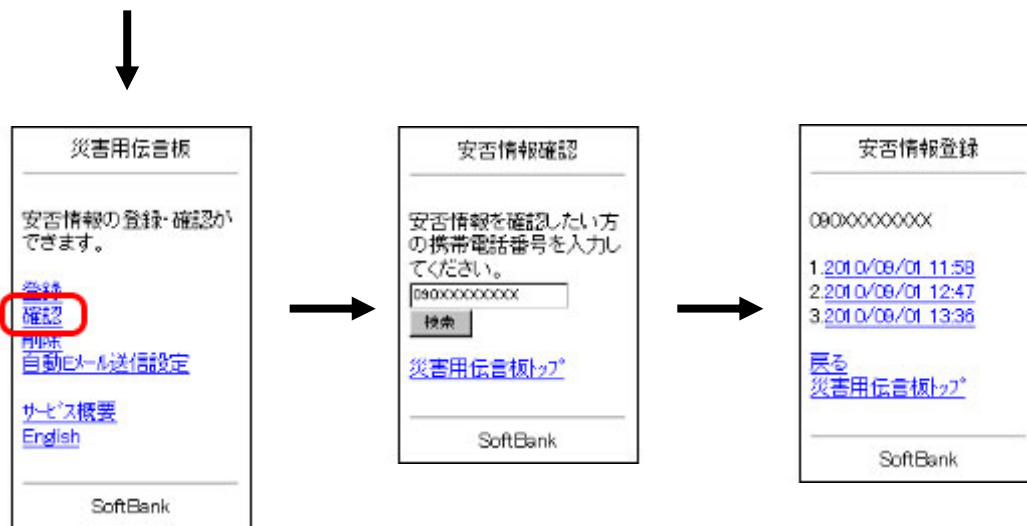 災害用伝言板
安否情報の登録・確認が
できます。
登録
確認
削除
自動Eメール送信設定
サービス概要
English
SoftBank
安否情報確認
安否情報を確認したい方
の携帯電話番号を入力し
てください。
090XXXXXXXX
検索
災害用伝言板トップ
SoftBank
安否情報登録
090XXXXXXXX
1.2010/09/01 11:58
2.2010/09/01 12:47
3.2010/09/01 13:36
戻る
災害用伝言板トップ
SoftBank